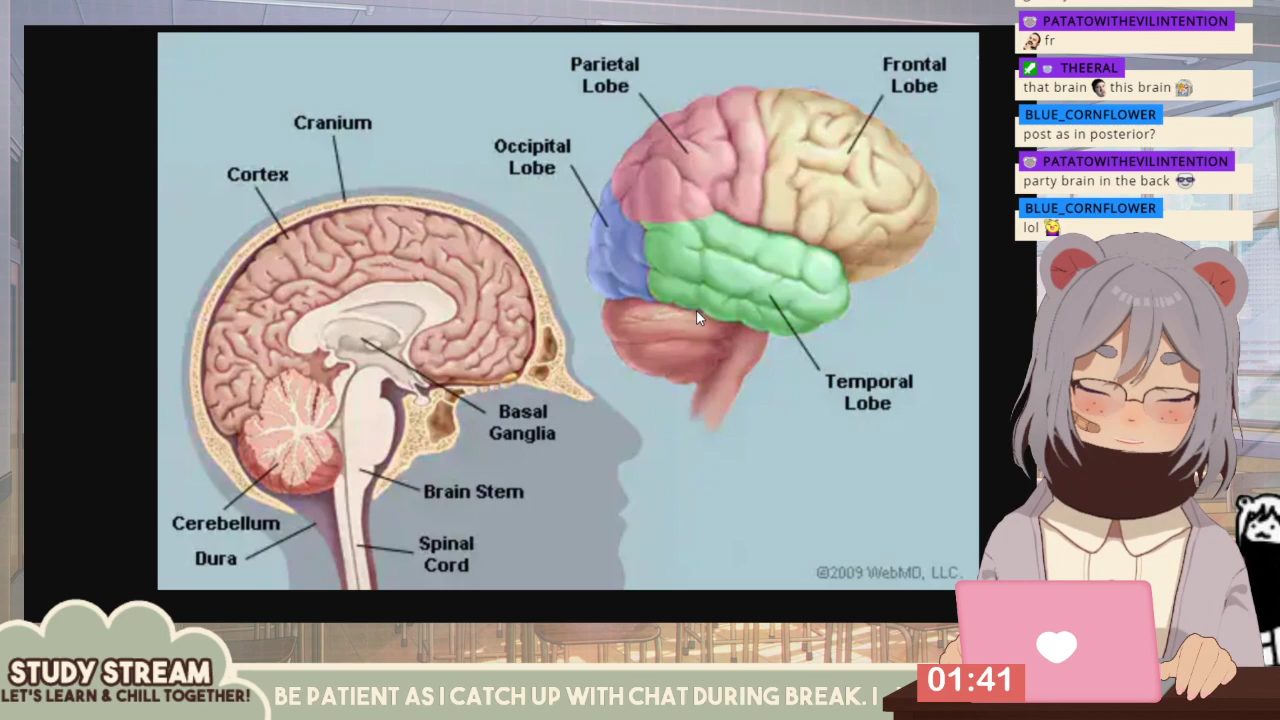 Parietal
Lobe
Frontal
Lobe
Cranium
Occipital
Lobe
Cortex
Temporal
Lobe
Basal
Ganglia
Brain Stem
Cerebellum
Dura
Spinal
Cord
©2009 WebMD, LLC.
PATATOWITHEVILINTENTION
fr
THEERAL
that brain this brain
BLUE_CORNFLOWER
post as in posterior?
PATATOWITHEVILINTENTION
party brain in the back
BLUE_CORNFLOWER
lol
STUDY STREAM
LET'S LEARN & CHILL TOGETHER!
BE PATIENT AS I CATCH UP WITH CHAT DURING BREAK. I
01:41